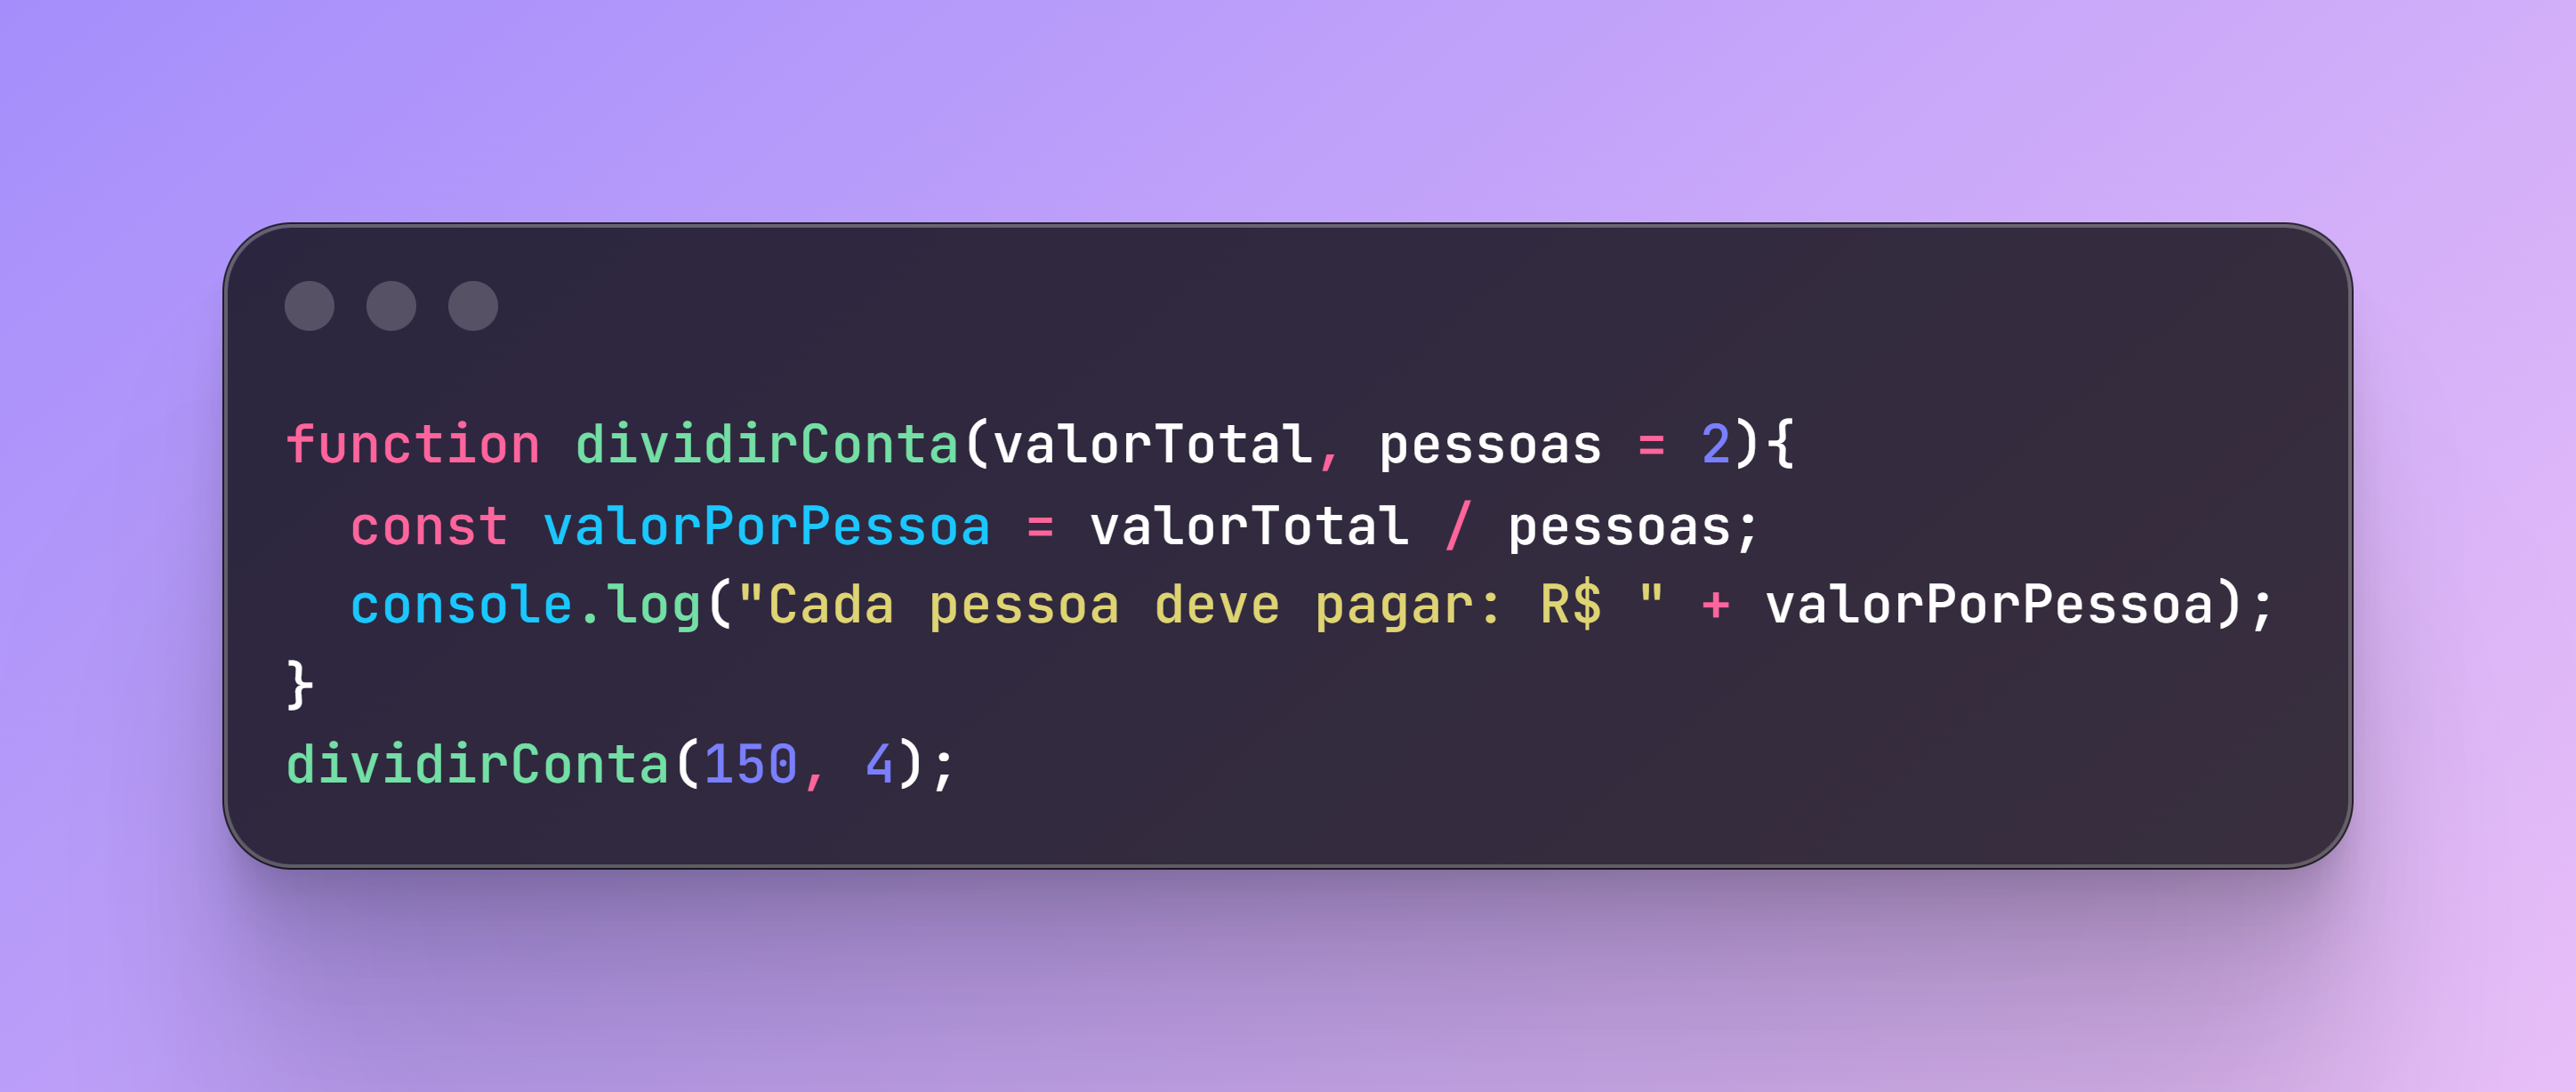 function dividirConta(valorTotal, pessoas = 2){
  const valorPorPessoa = valorTotal / pessoas;
  console.log("Cada pessoa deve pagar: R$ " + valorPorPessoa);
}
dividirConta(150, 4);